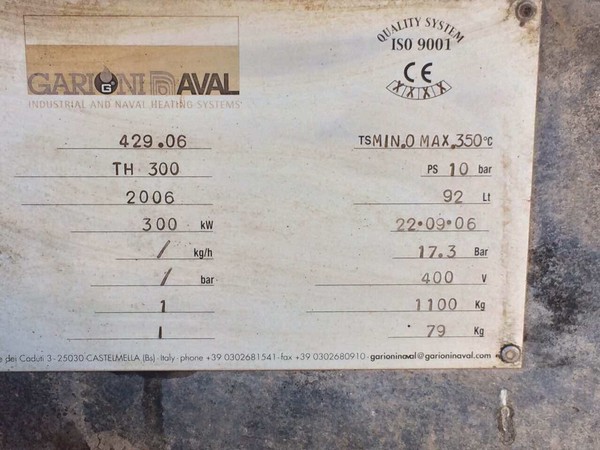 GARIONI NAVAL
INDUSTRIAL AND NAVAL HEATING SYSTEMS
QUALITY SYSTEM
ISO 9001
CE
XXXX
429.06
TS MIN.0 MAX.350°C
TH 300
PS 10 bar
2006
92 Lt
300 kW
22.09.06
/ kg/h
17.3 Bar
/ bar
400 V
1
1100 Kg
1
79 Kg
dei Caduti 3 - 25030 CASTELMELLA (Bs) - Italy - phone +39 0302681541 - fax +39 0302680910 - garioninaval@garioninaval.com